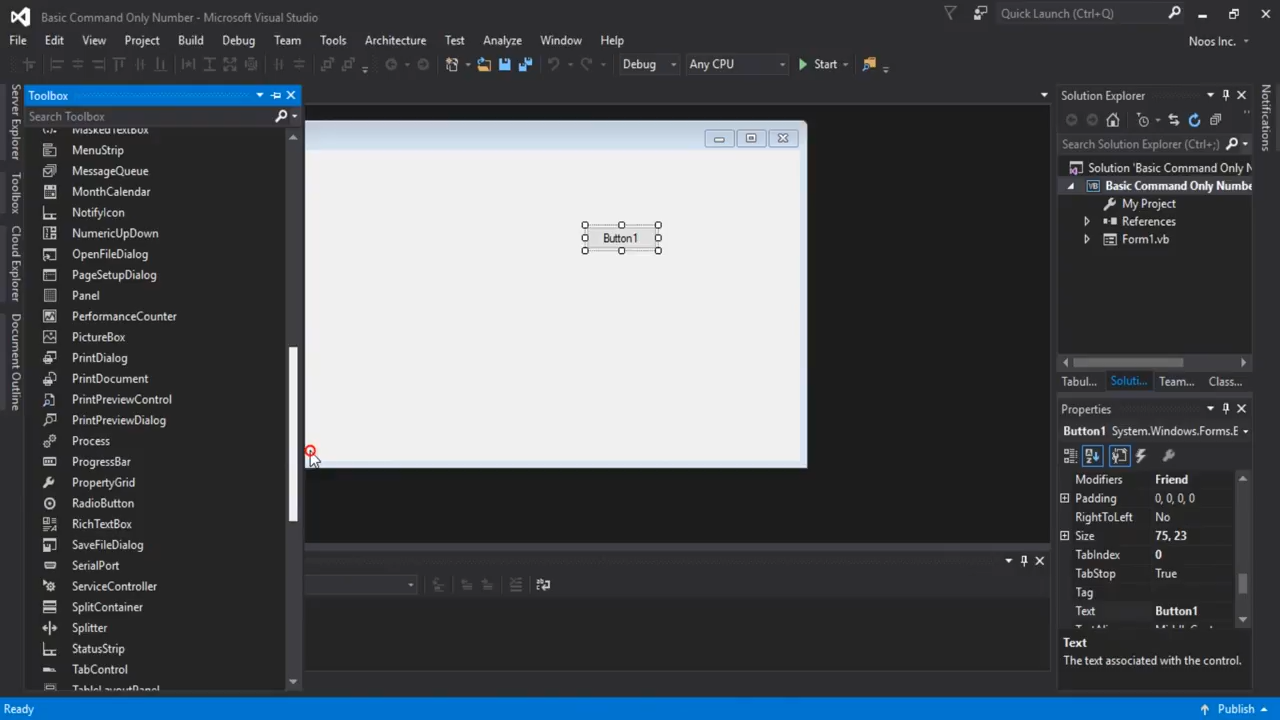 Basic Command Only Number - Microsoft Visual Studio
Quick Launch (Ctrl+Q)
File Edit View Project Build Debug Team Tools Test Architecture Analyze Window Help
Noos Inc.
Debug Any CPU Start
Server Explorer
Toolbox
Cloud Explorer
Document Outline
Toolbox
Search Toolbox
MaskedTextBox
MenuStrip
MessageQueue
MonthCalendar
NotifyIcon
NumericUpDown
OpenFileDialog
PageSetupDialog
Panel
PerformanceCounter
PictureBox
PrintDialog
PrintDocument
PrintPreviewControl
PrintPreviewDialog
Process
ProgressBar
PropertyGrid
RadioButton
RichTextBox
SaveFileDialog
SerialPort
ServiceController
SplitContainer
Splitter
StatusStrip
TabControl
TableLayoutPanel
Button1
Solution Explorer
Search Solution Explorer (Ctrl+;)
Solution 'Basic Command Only N
Basic Command Only Numbe
My Project
References
Form1.vb
Tabul... Soluti... Team... Class...
Properties
Button1 System.Windows.Forms.B
Modifiers Friend
Padding 0, 0, 0, 0
RightToLeft No
Size 75, 23
TabIndex 0
TabStop True
Tag
Text Button1
Text
The text associated with the control.
Notifications
Ready
Publish